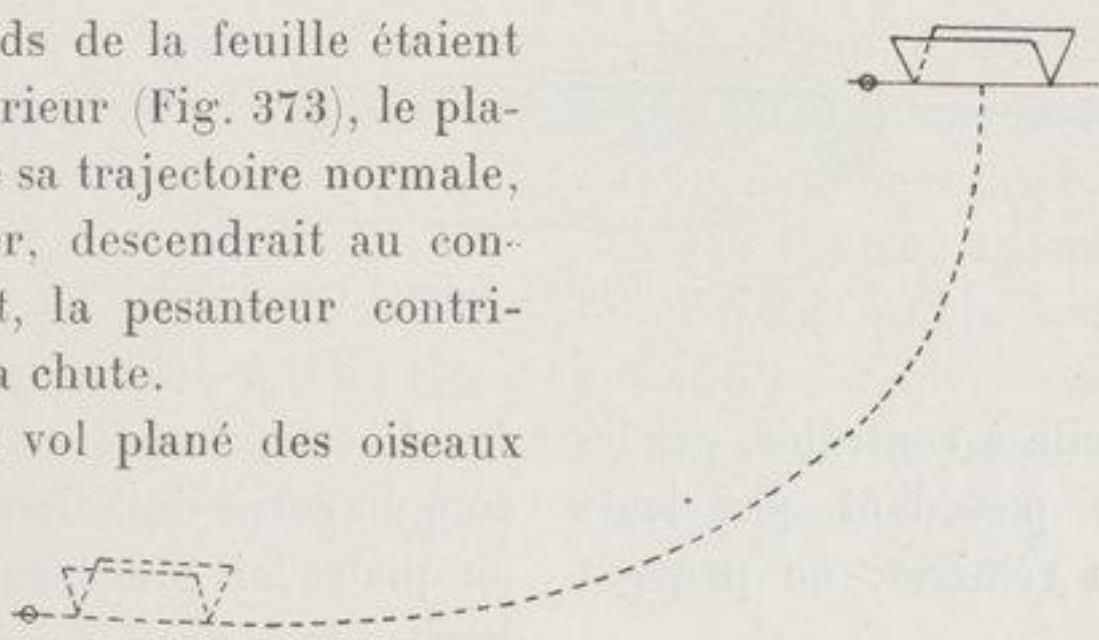 ds de la feuille étaient
rieur (Fig. 373), le pla-
sa trajectoire normale,
r, descendrait au con-
t, la pesanteur contri-
a chute.
vol plané des oiseaux